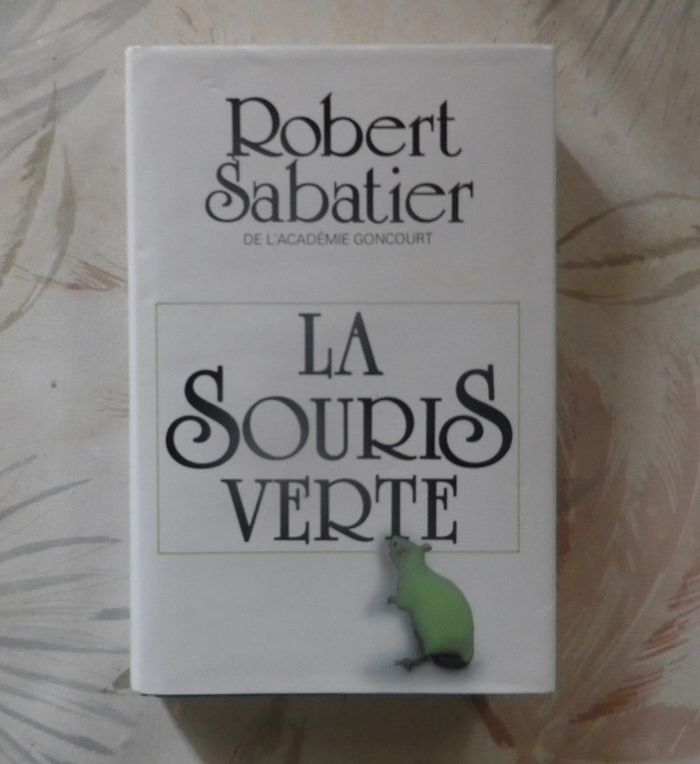 Robert
Sabatier
DE L'ACADÉMIE GONCOURT
LA
SOURIS
VERTE